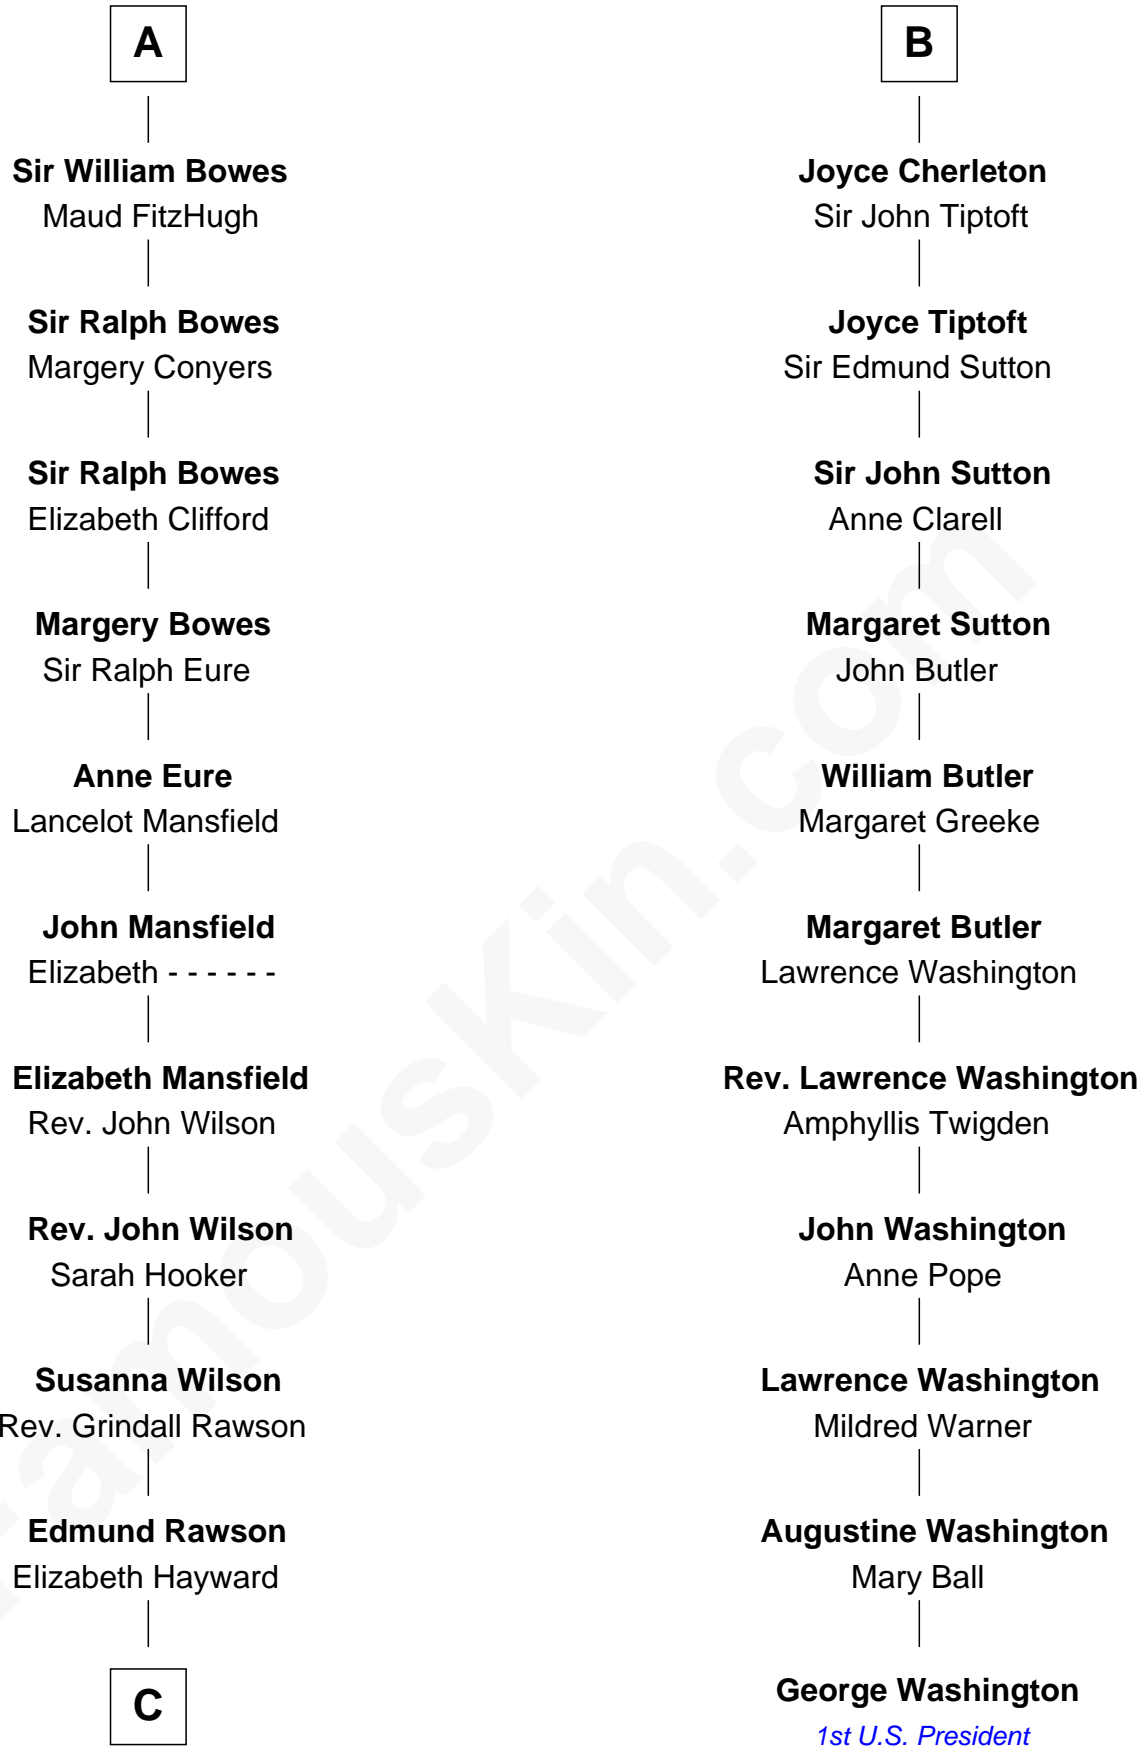 A
Sir William Bowes
Maud FitzHugh
Sir Ralph Bowes
Margery Conyers
Sir Ralph Bowes
Elizabeth Clifford
Margery Bowes
Sir Ralph Eure
Anne Eure
Lancelot Mansfield
John Mansfield
Elizabeth - - - - - -
Elizabeth Mansfield
Rev. John Wilson
Rev. John Wilson
Sarah Hooker
Susanna Wilson
Rev. Grindall Rawson
Edmund Rawson
Elizabeth Hayward
C
B
Joyce Cherleton
Sir John Tiptoft
Joyce Tiptoft
Sir Edmund Sutton
Sir John Sutton
Anne Clarell
Margaret Sutton
John Butler
William Butler
Margaret Greeke
Margaret Butler
Lawrence Washington
Rev. Lawrence Washington
Amphyllis Twigden
John Washington
Anne Pope
Lawrence Washington
Mildred Warner
Augustine Washington
Mary Ball
George Washington
1st U.S. President
FamousKin.com